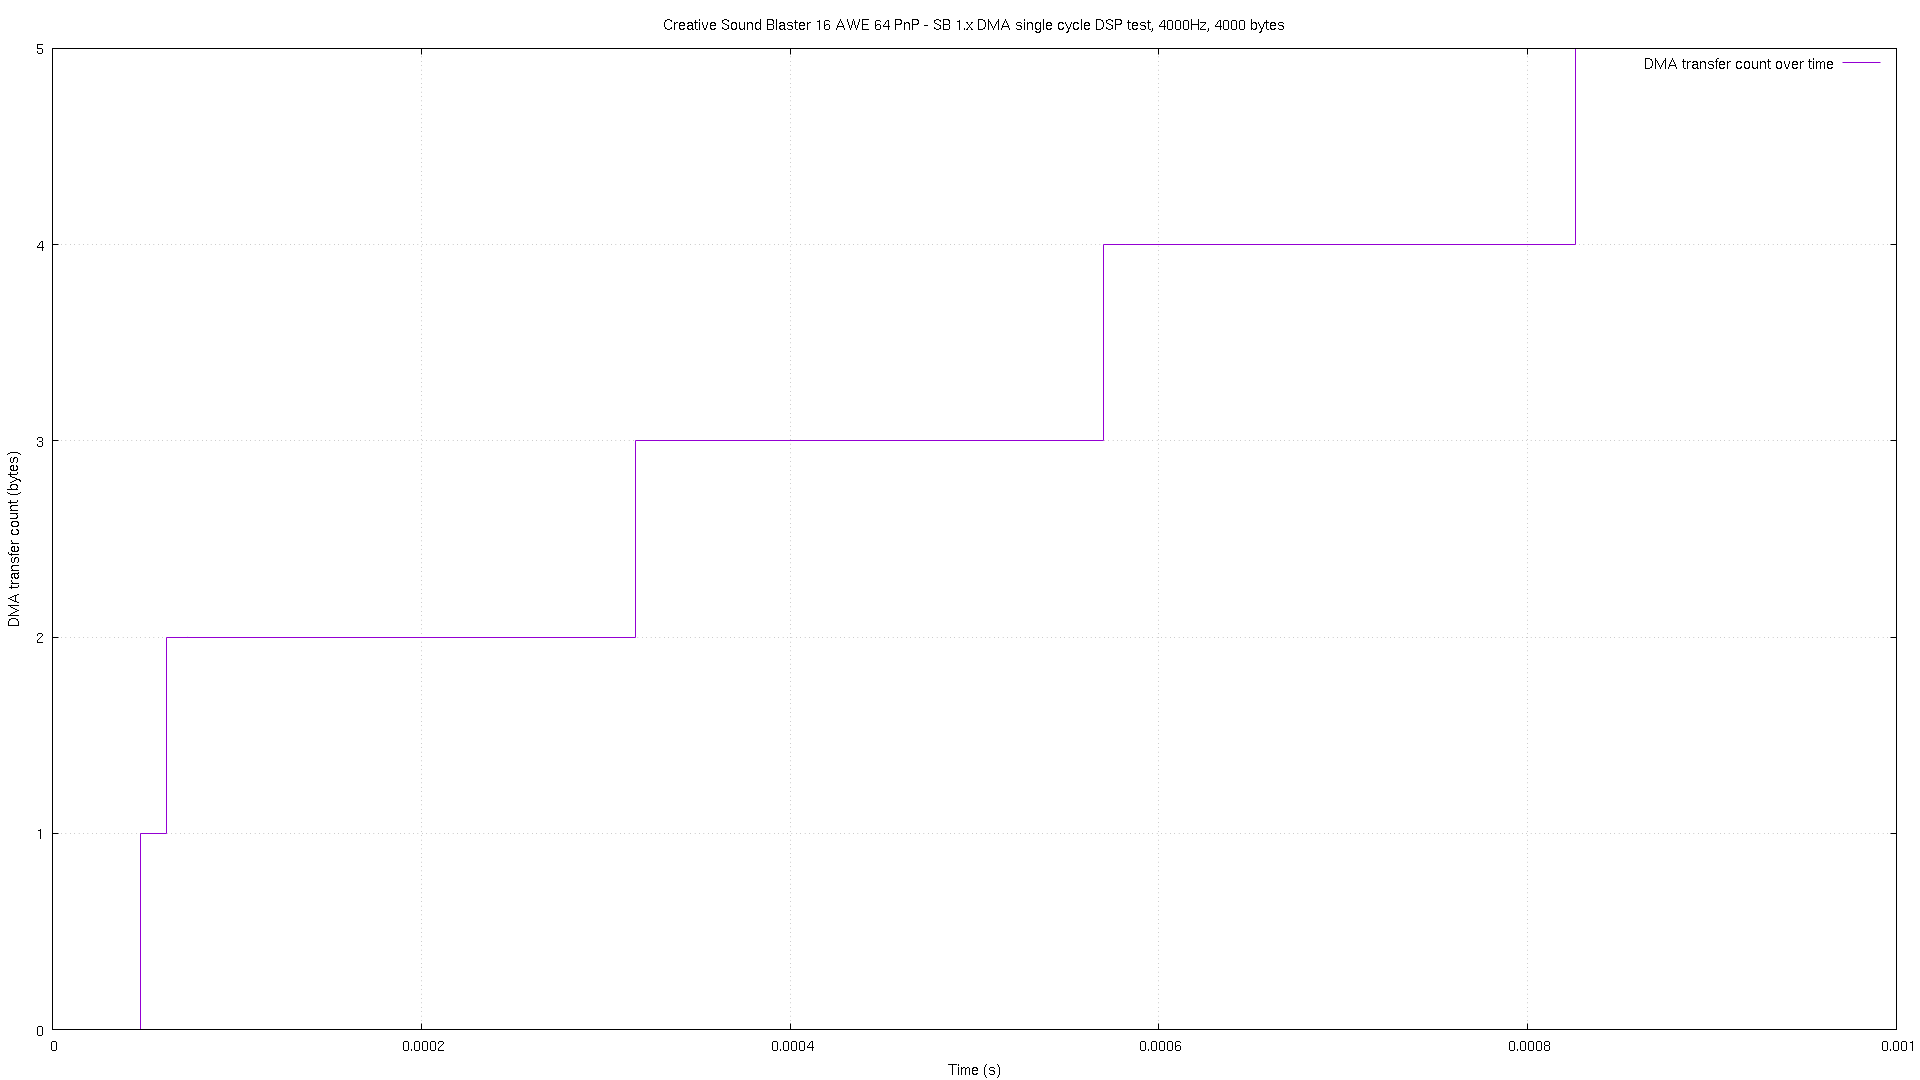 Creative Sound Blaster 16 AWE 64 PnP - SB 1.x DMA single cycle DSP test, 4000Hz, 4000 bytes
DMA transfer count over time
5
4
3
2
1
0
DMA transfer count (bytes)
0 0.0002 0.0004 0.0006 0.0008 0.001
Time (s)